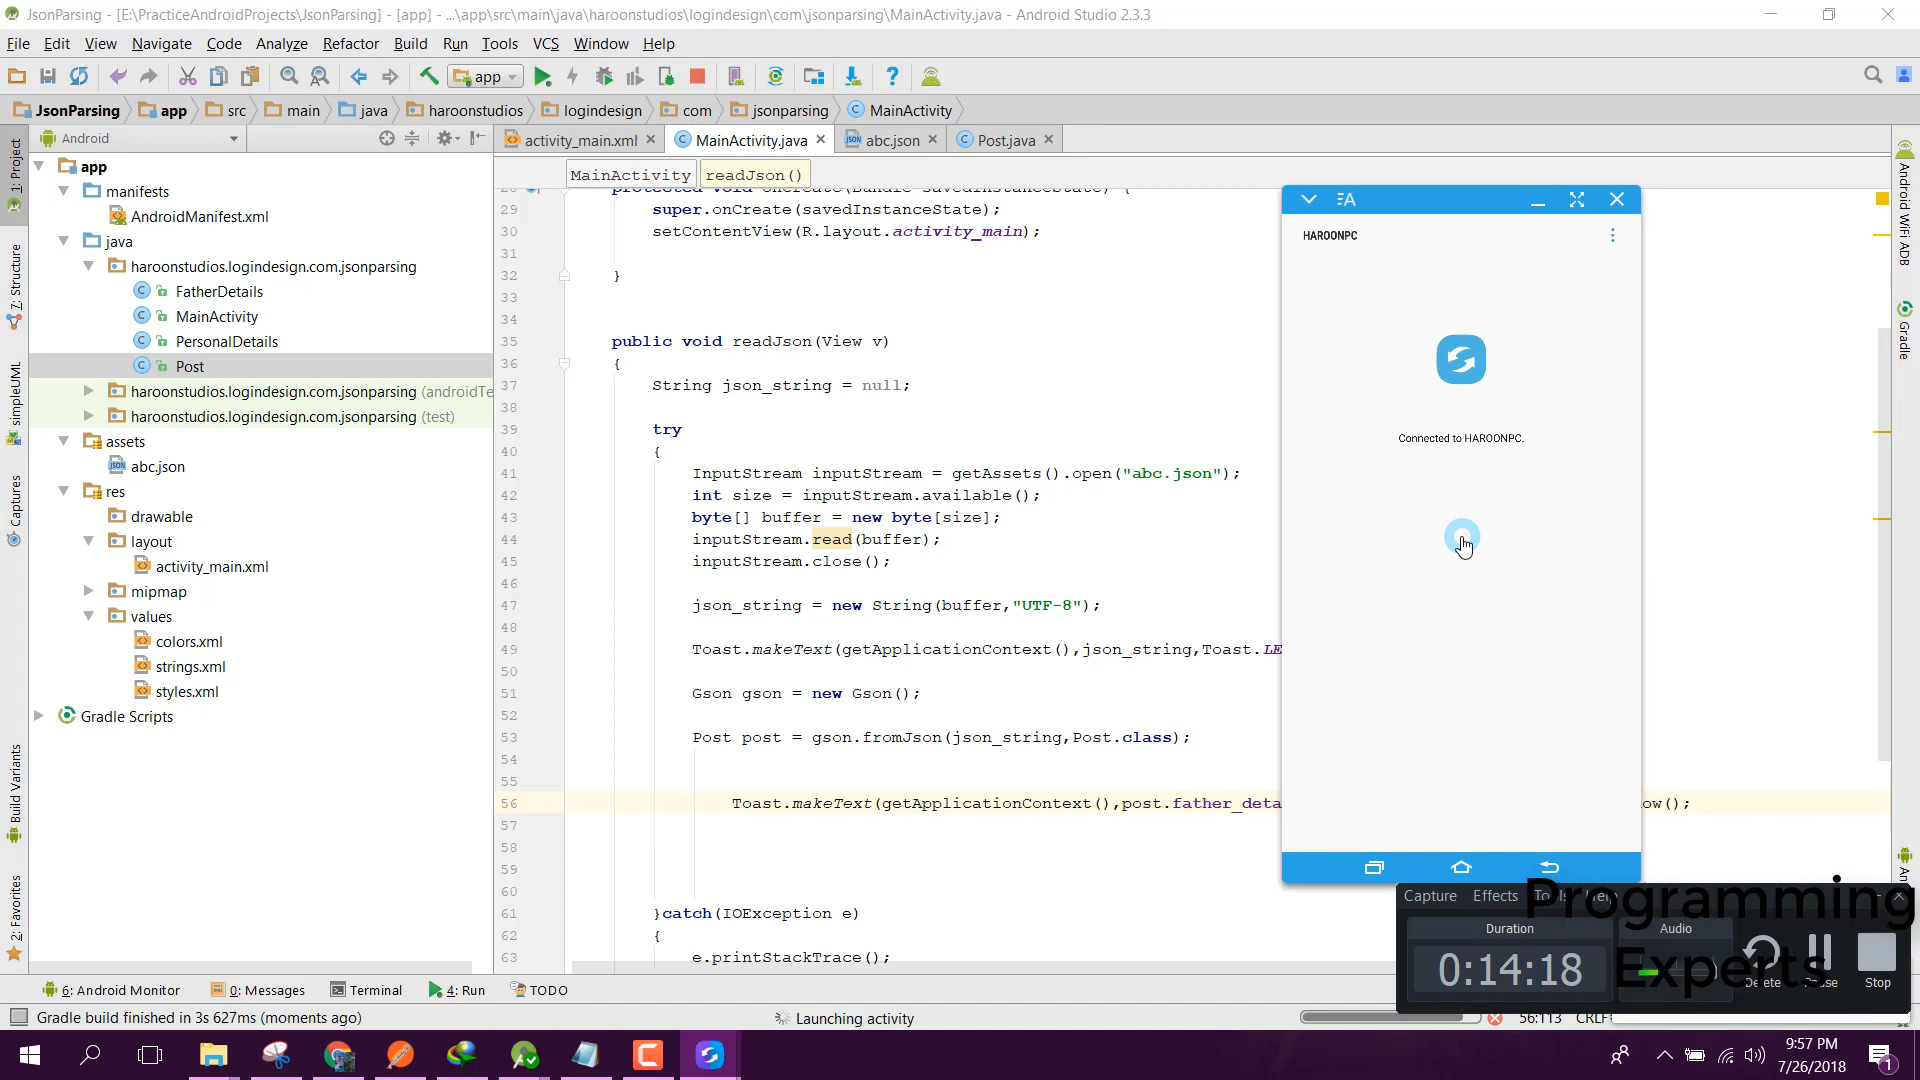 JsonParsing - [E:\PracticeAndroidProjects\JsonParsing] - [app] - ...\app\src\main\java\haroonstudios\logindesign\com\jsonparsing\MainActivity.java - Android Studio 2.3.3
File Edit View Navigate Code Analyze Refactor Build Run Tools VCS Window Help
app
JsonParsing app src main java haroonstudios logindesign com jsonparsing MainActivity
Android
activity_main.xml MainActivity.java abc.json Post.java
MainActivity readJson()
1: Project
7: Structure
simpleUML
Captures
Build Variants
2: Favorites
app
manifests
AndroidManifest.xml
java
haroonstudios.logindesign.com.jsonparsing
FatherDetails
MainActivity
PersonalDetails
Post
haroonstudios.logindesign.com.jsonparsing (androidTe
haroonstudios.logindesign.com.jsonparsing (test)
assets
abc.json
res
drawable
layout
activity_main.xml
mipmap
values
colors.xml
strings.xml
styles.xml
Gradle Scripts
28 protected void onCreate(Bundle savedInstanceState) {
29 super.onCreate(savedInstanceState);
30 setContentView(R.layout.activity_main);
31
32 }
33
34
35 public void readJson(View v)
36 {
37 String json_string = null;
38
39 try
40 {
41 InputStream inputStream = getAssets().open("abc.json");
42 int size = inputStream.available();
43 byte[] buffer = new byte[size];
44 inputStream.read(buffer);
45 inputStream.close();
46
47 json_string = new String(buffer,"UTF-8");
48
49 Toast.makeText(getApplicationContext(),json_string,Toast.LE
50
51 Gson gson = new Gson();
52
53 Post post = gson.fromJson(json_string,Post.class);
54
55
56 Toast.makeText(getApplicationContext(),post.father_deta ow();
57
58
59
60
61 }catch(IOException e)
62 {
63 e.printStackTrace();
HAROONPC
Connected to HAROONPC.
Android WiFi ADB
Gradle
Capture Effects Tools Help
Programming
Experts
Duration
0:14:18
Audio
Delete Pause Stop
6: Android Monitor 0: Messages Terminal 4: Run TODO
Gradle build finished in 3s 627ms (moments ago)
Launching activity
56:113 CRLF
9:57 PM
7/26/2018
1